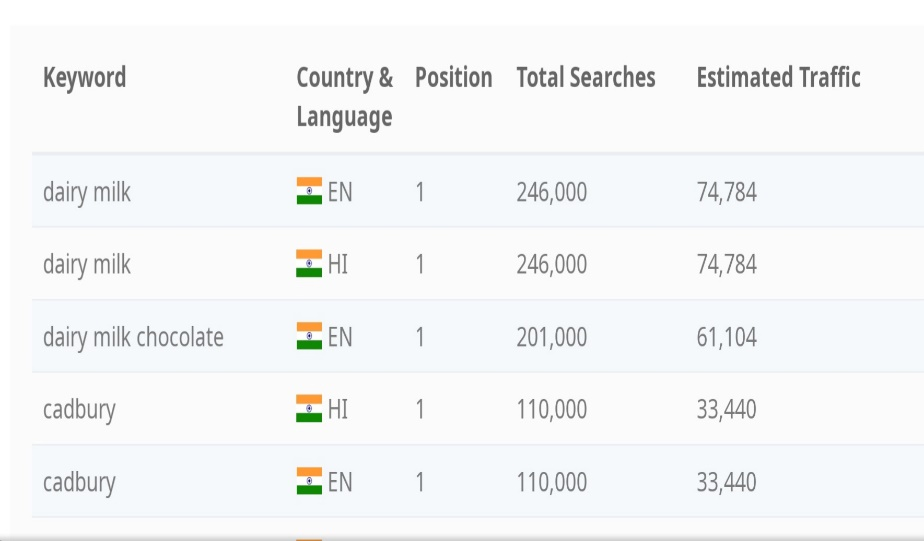 Keyword Country & Language Position Total Searches Estimated Traffic
dairy milk EN 1 246,000 74,784
dairy milk HI 1 246,000 74,784
dairy milk chocolate EN 1 201,000 61,104
cadbury HI 1 110,000 33,440
cadbury EN 1 110,000 33,440